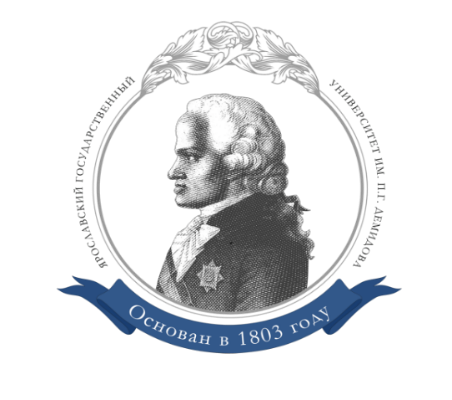 ЯРОСЛАВСКИЙ ГОСУДАРСТВЕННЫЙ
УНИВЕРСИТЕТ ИМ. П.Г. ДЕМИДОВА
Основан в 1803 году